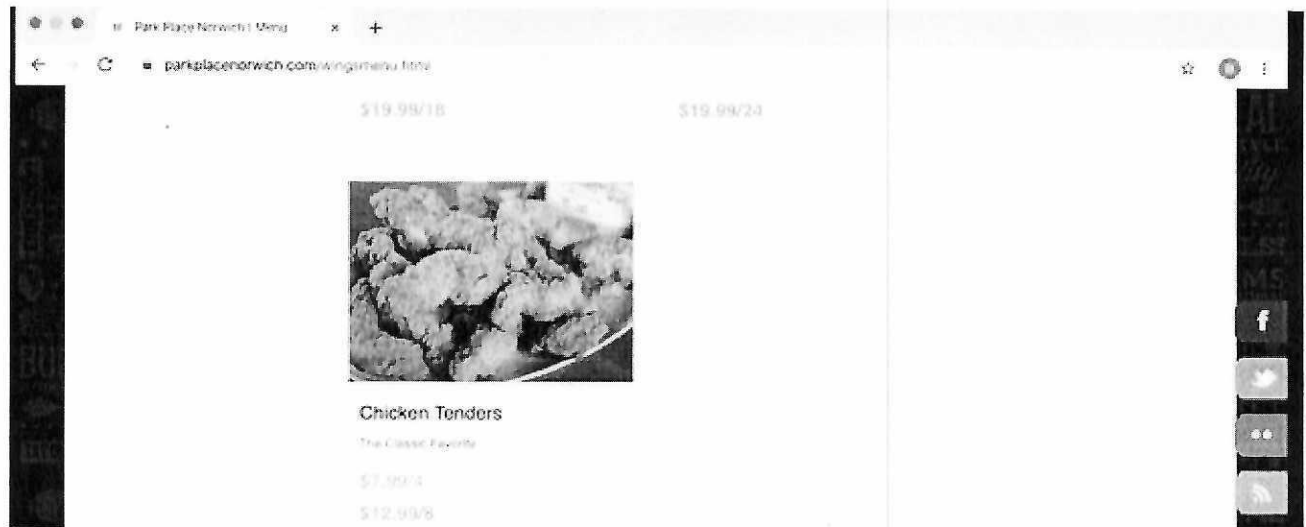 Park Place Norwich | Menu
parkplacenorwich.com/wingsmenu.html
$19.99/18 $19.99/24
Chicken Tenders
The Classic Favorite
$7.99/4
$12.99/8